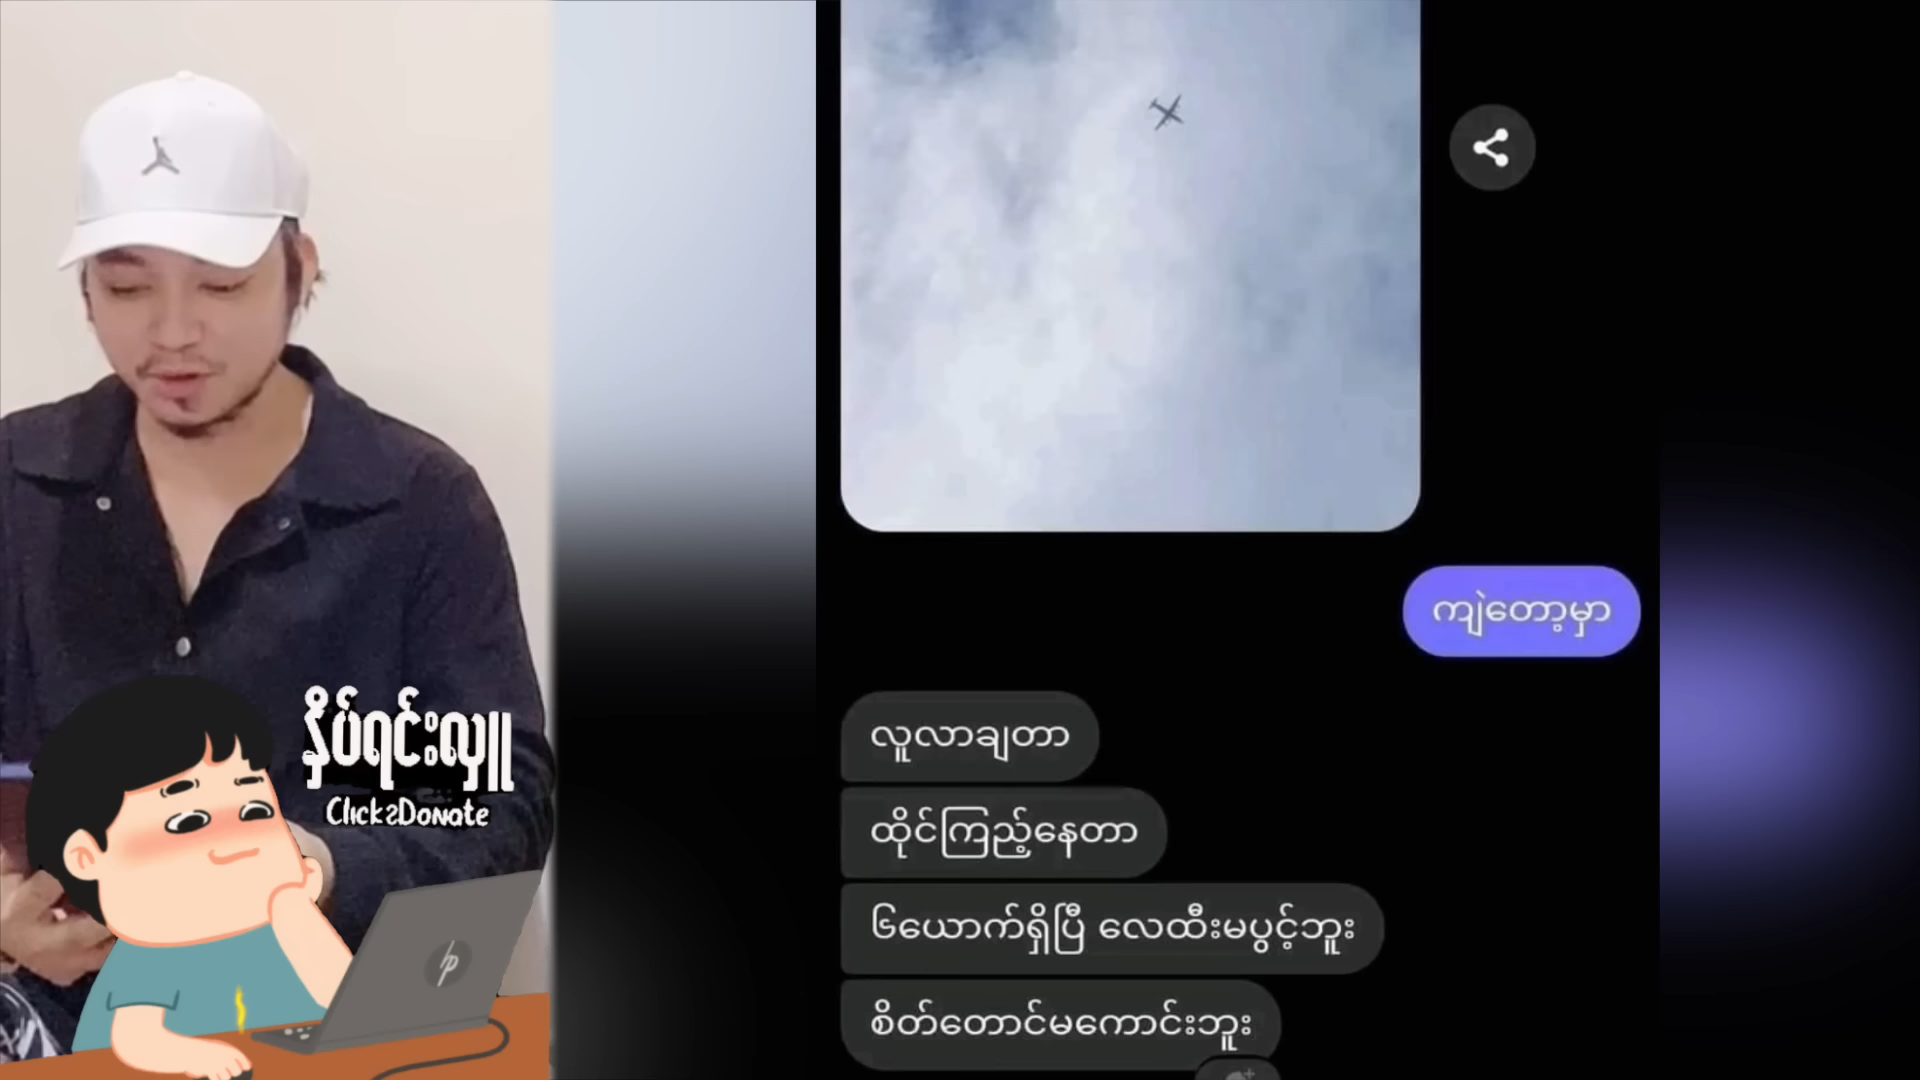 နှိပ်ရင်းလှူ
Click2Donate
hp
ကျဲတော့မှာ
လူလာချတာ
ထိုင်ကြည့်နေတာ
၆ယောက်ရှိပြီ လေထီးမပွင့်ဘူး
စိတ်တောင်မကောင်းဘူး